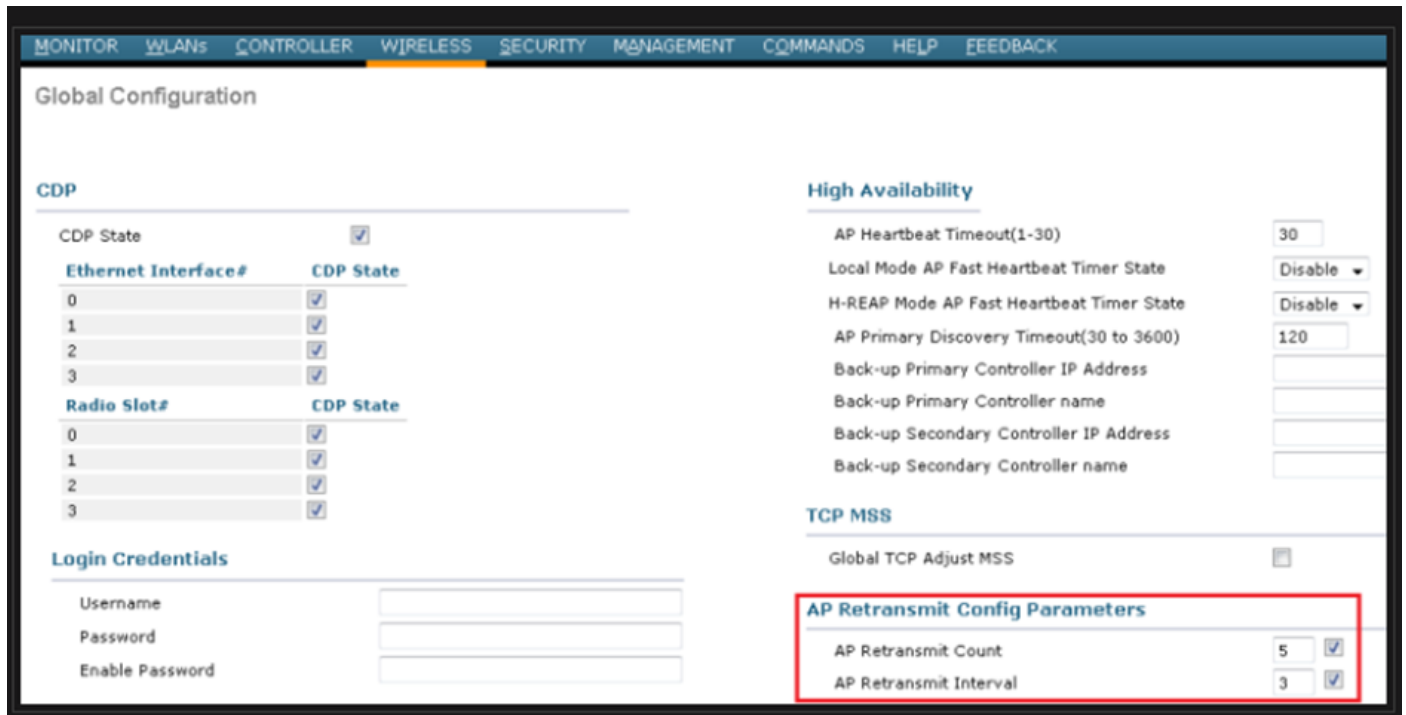 MONITOR WLANs CONTROLLER WIRELESS SECURITY MANAGEMENT COMMANDS HELP FEEDBACK
Global Configuration
CDP
CDP State
Ethernet Interface# CDP State
0
1
2
3
Radio Slot# CDP State
0
1
2
3
Login Credentials
Username
Password
Enable Password
High Availability
AP Heartbeat Timeout(1-30) 30
Local Mode AP Fast Heartbeat Timer State Disable
H-REAP Mode AP Fast Heartbeat Timer State Disable
AP Primary Discovery Timeout(30 to 3600) 120
Back-up Primary Controller IP Address
Back-up Primary Controller name
Back-up Secondary Controller IP Address
Back-up Secondary Controller name
TCP MSS
Global TCP Adjust MSS
AP Retransmit Config Parameters
AP Retransmit Count 5
AP Retransmit Interval 3